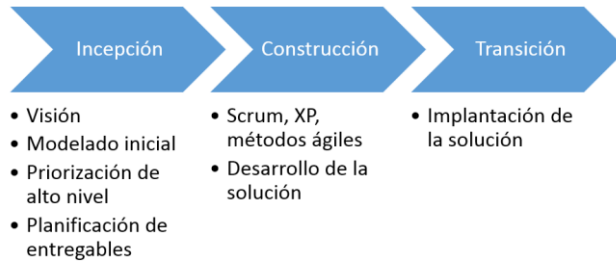 Incepción
• Visión
• Modelado inicial
• Priorización de
alto nivel
• Planificación de
entregables
Construcción
• Scrum, XP,
métodos ágiles
• Desarrollo de la
solución
Transición
• Implantación de
la solución